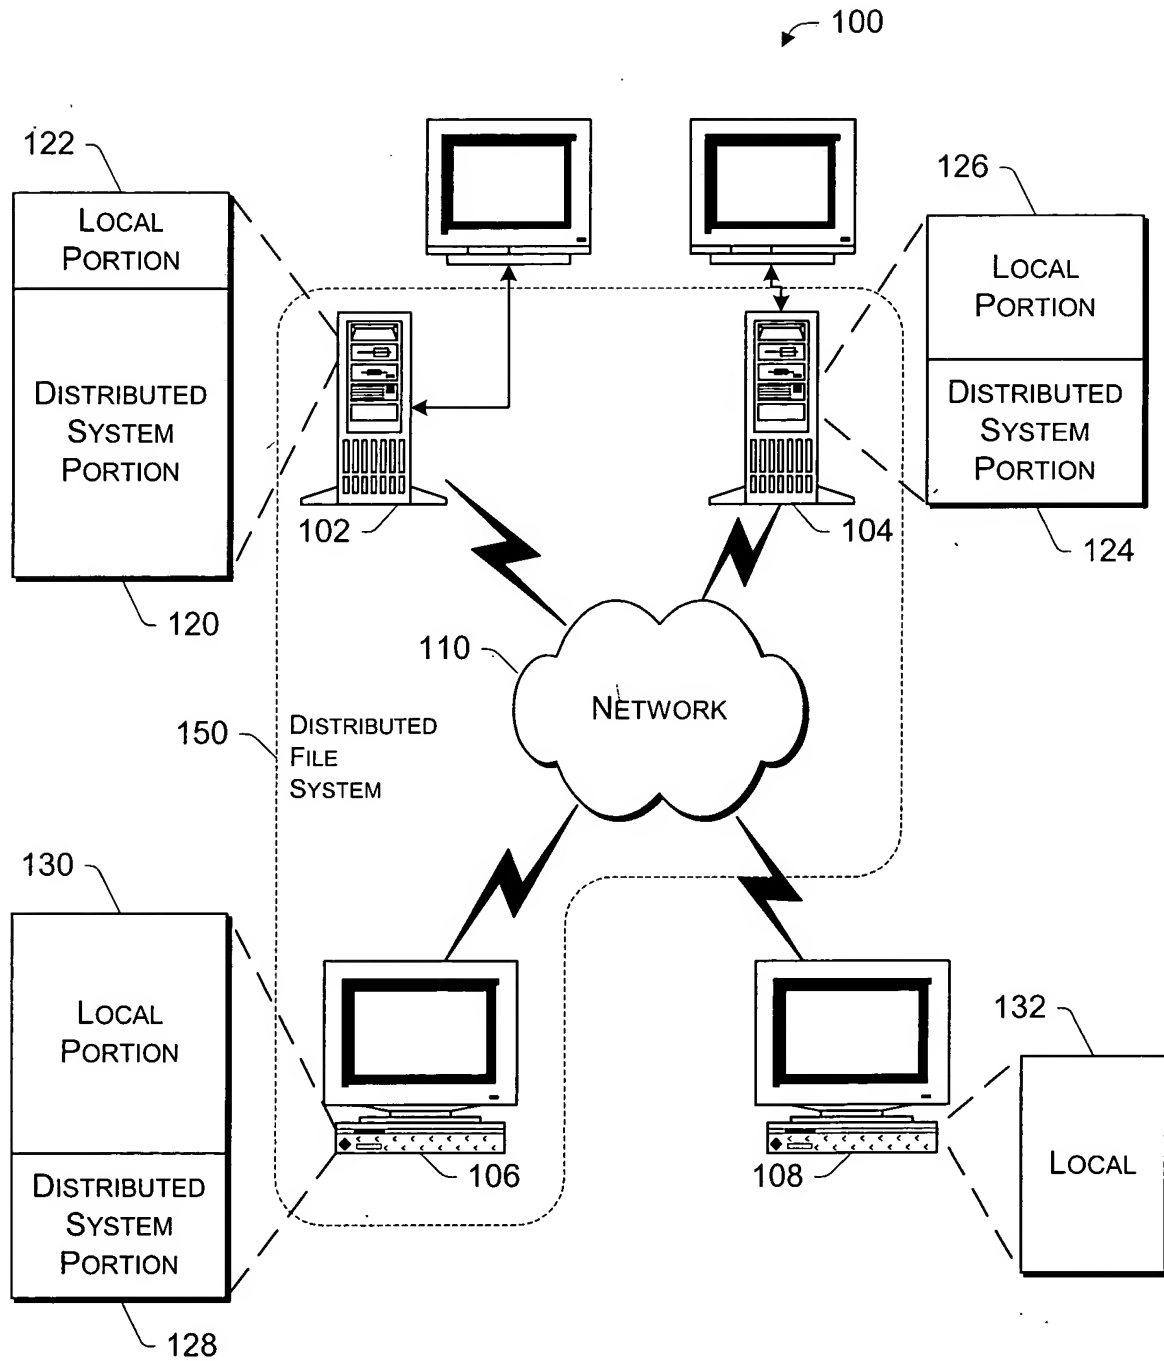 100
122
LOCAL
PORTION
DISTRIBUTED
SYSTEM
PORTION
120
126
LOCAL
PORTION
DISTRIBUTED
SYSTEM
PORTION
124
102
104
110
NETWORK
150
DISTRIBUTED
FILE
SYSTEM
130
LOCAL
PORTION
DISTRIBUTED
SYSTEM
PORTION
128
106
108
132
LOCAL